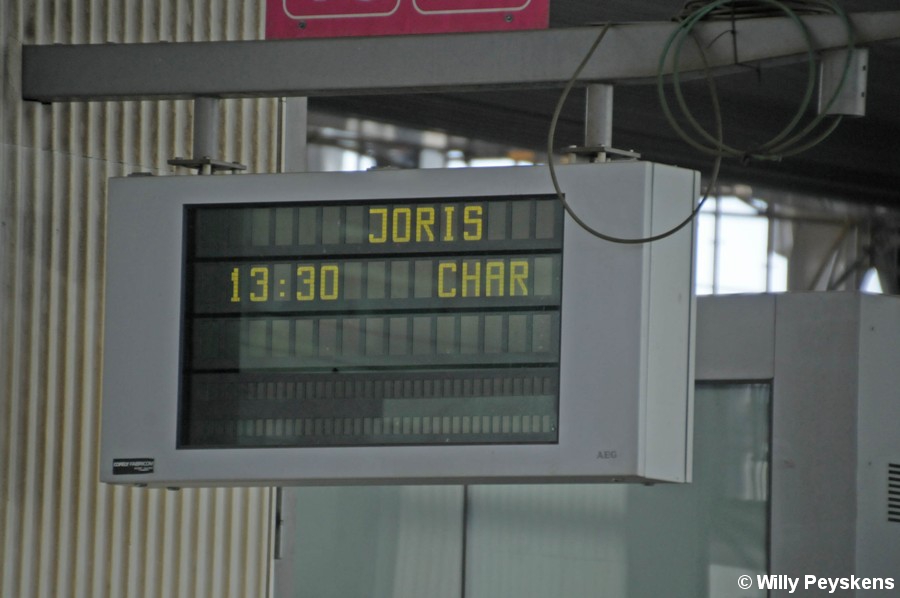 JORIS
13:30 CHAR
AEG
© Willy Peyskens